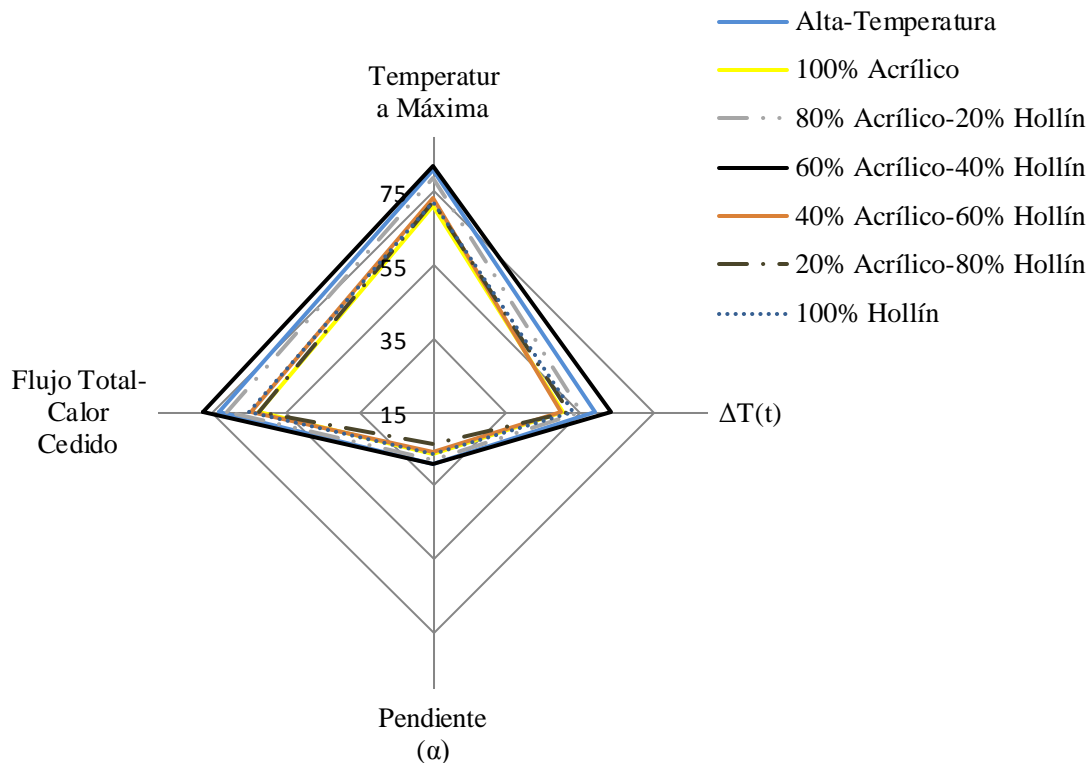 Alta-Temperatura
100% Acrílico
80% Acrílico-20% Hollín
60% Acrílico-40% Hollín
40% Acrílico-60% Hollín
20% Acrílico-80% Hollín
100% Hollín
Temperatur
a Máxima
75
55
35
15
Flujo Total-
Calor
Cedido
ΔT(t)
Pendiente
(α)